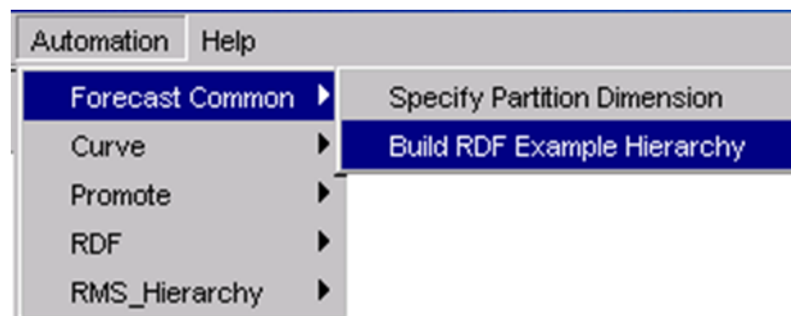 Automation Help
Forecast Common Specify Partition Dimension
Curve Build RDF Example Hierarchy
Promote
RDF
RMS_Hierarchy